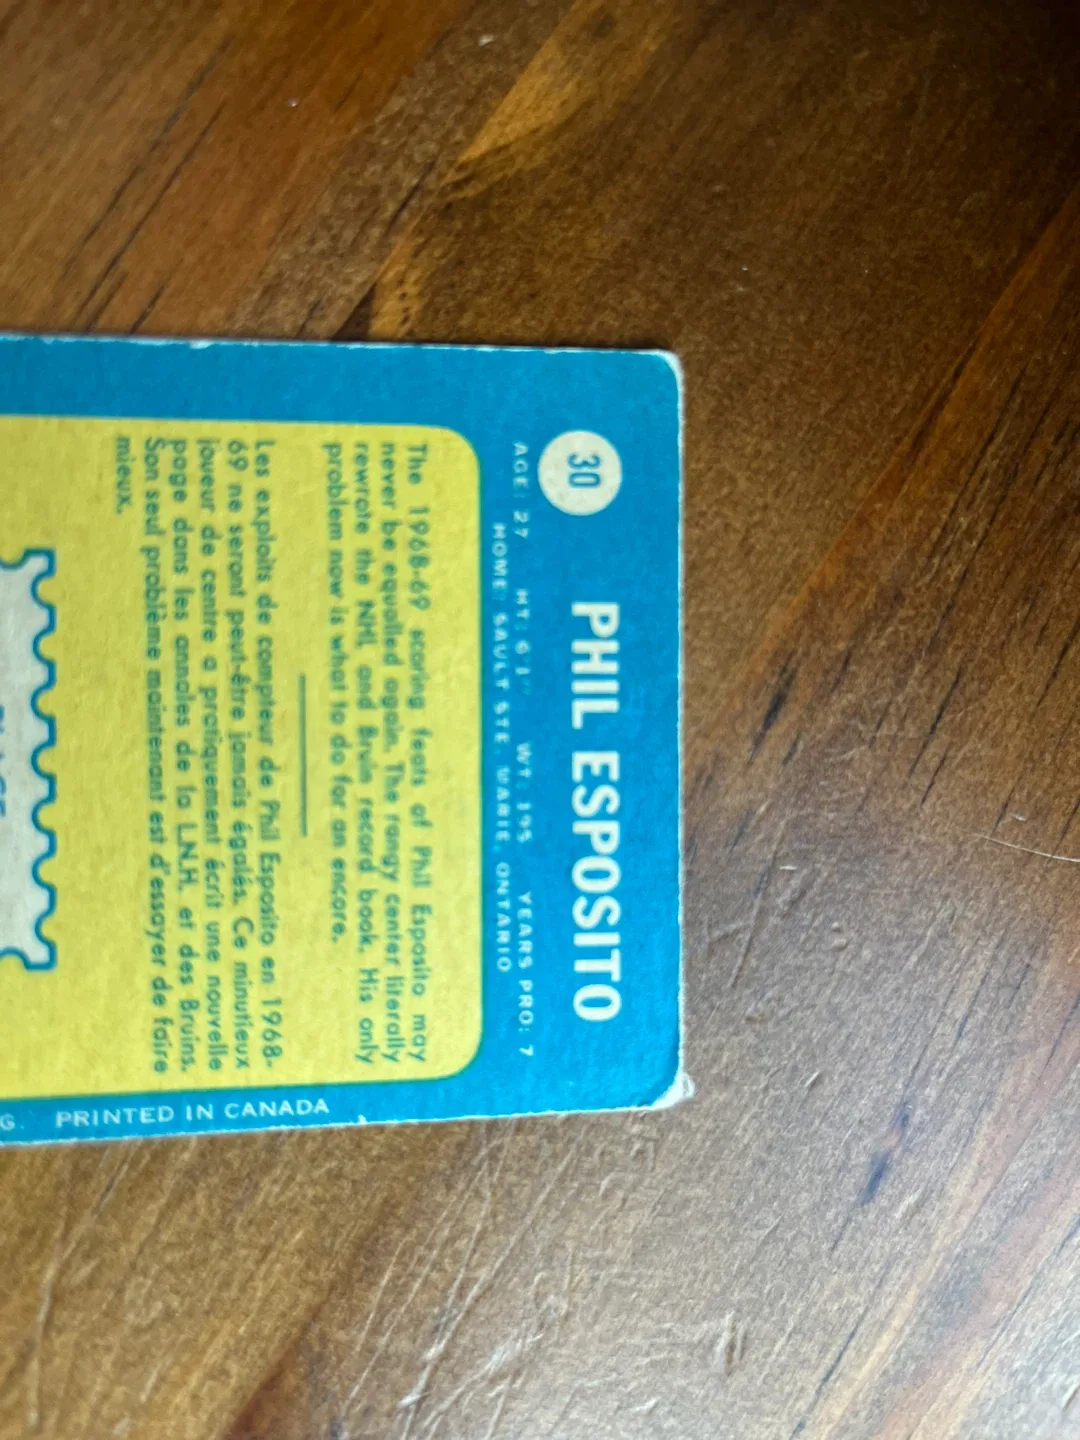 30 PHIL ESPOSITO
AGE: 27 HT: 6'1" WT: 195 YEARS PRO: 7
HOME: SAULT STE. MARIE, ONTARIO
The 1968-69 scoring feats of Phil Esposito may
never be equalled again. The rangy center literally
rewrote the NHL and Bruin record book. His only
problem now is what to do for an encore.
Les exploits de compteur de Phil Esposito en 1968-
69 ne seront peut-être jamais égalés. Ce minutieux
joueur de centre a pratiquement écrit une nouvelle
page dans les annales de la L.N.H. et des Bruins.
Son seul problème maintenant est d'essayer de faire
mieux.
G. PRINTED IN CANADA